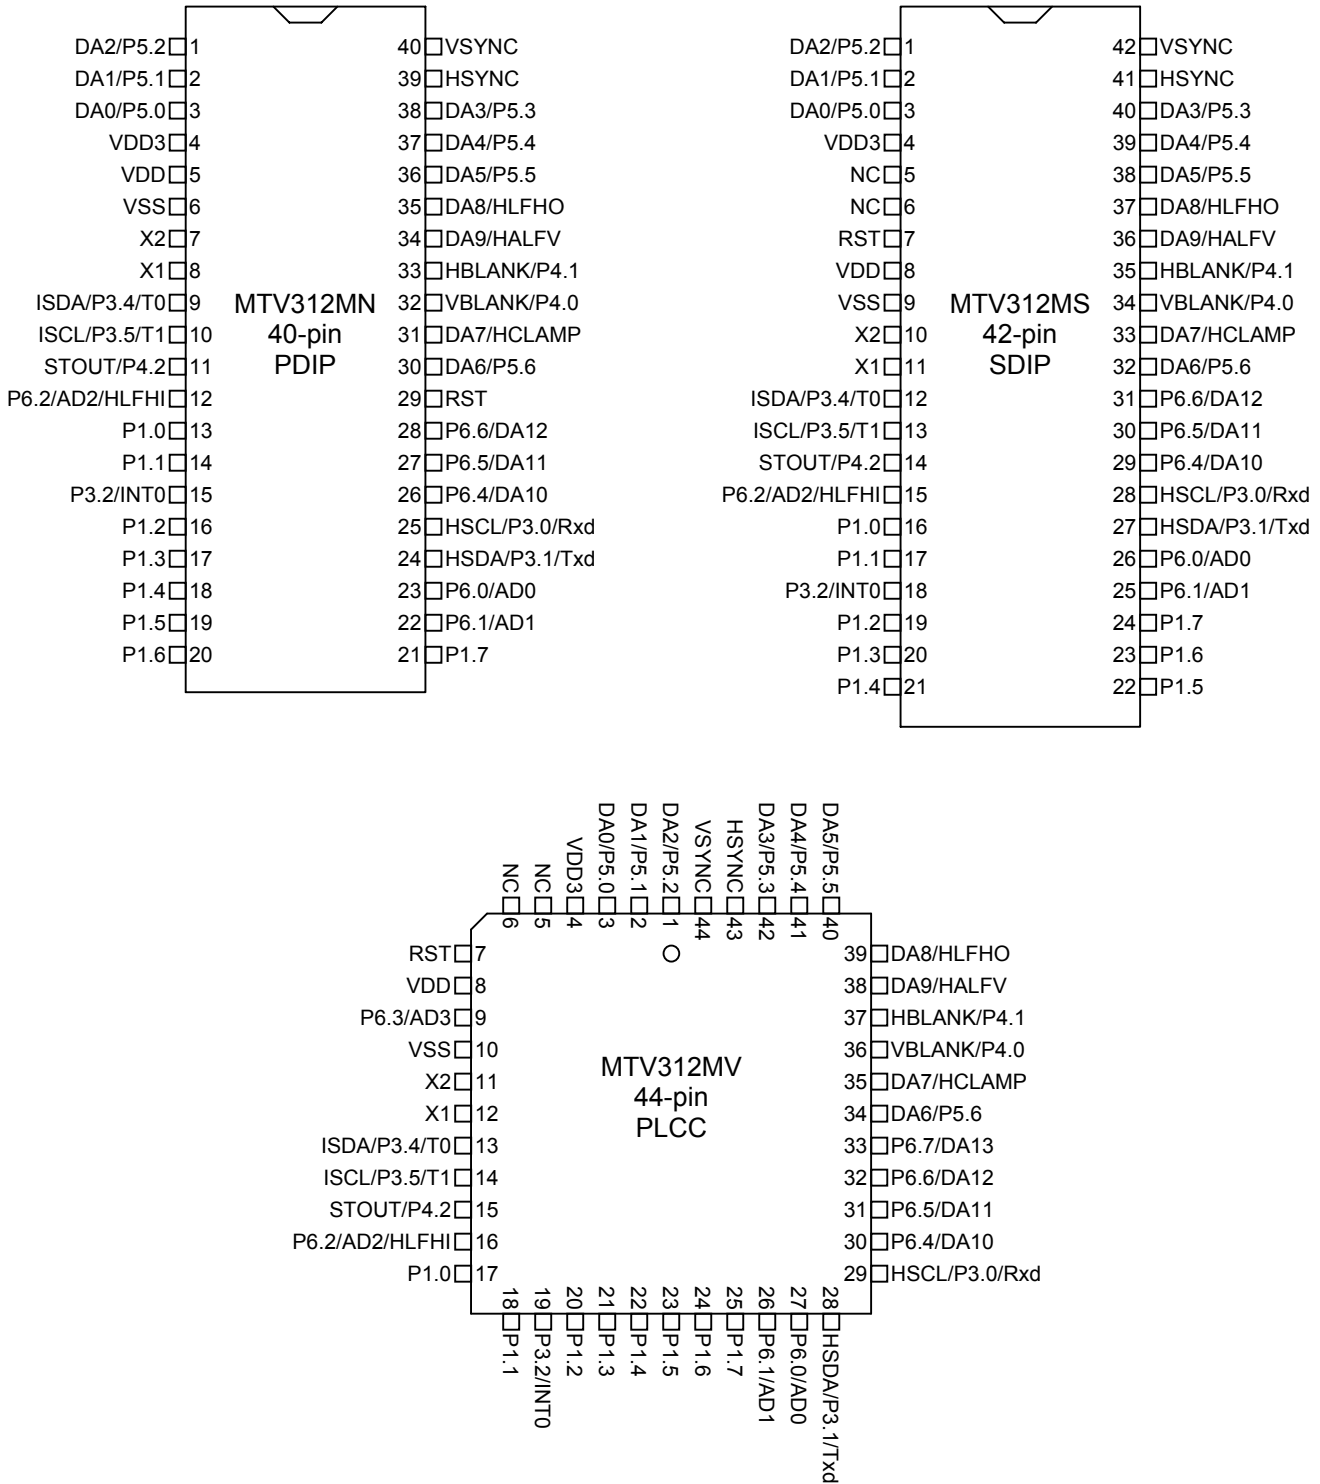 DA2/P5.2 1 40 VSYNC
DA1/P5.1 2 39 HSYNC
DA0/P5.0 3 38 DA3/P5.3
VDD3 4 37 DA4/P5.4
VDD 5 36 DA5/P5.5
VSS 6 35 DA8/HLFHO
X2 7 34 DA9/HALFV
X1 8 33 HBLANK/P4.1
ISDA/P3.4/T0 9 MTV312MN 32 VBLANK/P4.0
ISCL/P3.5/T1 10 40-pin 31 DA7/HCLAMP
STOUT/P4.2 11 PDIP 30 DA6/P5.6
P6.2/AD2/HLFHI 12 29 RST
P1.0 13 28 P6.6/DA12
P1.1 14 27 P6.5/DA11
P3.2/INT0 15 26 P6.4/DA10
P1.2 16 25 HSCL/P3.0/Rxd
P1.3 17 24 HSDA/P3.1/Txd
P1.4 18 23 P6.0/AD0
P1.5 19 22 P6.1/AD1
P1.6 20 21 P1.7
DA2/P5.2 1 42 VSYNC
DA1/P5.1 2 41 HSYNC
DA0/P5.0 3 40 DA3/P5.3
VDD3 4 39 DA4/P5.4
NC 5 38 DA5/P5.5
NC 6 37 DA8/HLFHO
RST 7 36 DA9/HALFV
VDD 8 35 HBLANK/P4.1
VSS 9 MTV312MS 34 VBLANK/P4.0
X2 10 42-pin 33 DA7/HCLAMP
X1 11 SDIP 32 DA6/P5.6
ISDA/P3.4/T0 12 31 P6.6/DA12
ISCL/P3.5/T1 13 30 P6.5/DA11
STOUT/P4.2 14 29 P6.4/DA10
P6.2/AD2/HLFHI 15 28 HSCL/P3.0/Rxd
P1.0 16 27 HSDA/P3.1/Txd
P1.1 17 26 P6.0/AD0
P3.2/INT0 18 25 P6.1/AD1
P1.2 19 24 P1.7
P1.3 20 23 P1.6
P1.4 21 22 P1.5
NC 6
NC 5
VDD3 4
DA0/P5.0 3
DA1/P5.1 2
DA2/P5.2 1
VSYNC 44
HSYNC 43
DA3/P5.3 42
DA4/P5.4 41
DA5/P5.5 40
RST 7 39 DA8/HLFHO
VDD 8 38 DA9/HALFV
P6.3/AD3 9 37 HBLANK/P4.1
VSS 10 36 VBLANK/P4.0
MTV312MV
X2 11 35 DA7/HCLAMP
44-pin
X1 12 34 DA6/P5.6
PLCC
ISDA/P3.4/T0 13 33 P6.7/DA13
ISCL/P3.5/T1 14 32 P6.6/DA12
STOUT/P4.2 15 31 P6.5/DA11
P6.2/AD2/HLFHI 16 30 P6.4/DA10
P1.0 17 29 HSCL/P3.0/Rxd
18 P1.1
19 P3.2/INT0
20 P1.2
21 P1.3
22 P1.4
23 P1.5
24 P1.6
25 P1.7
26 P6.1/AD1
27 P6.0/AD0
28 HSDA/P3.1/Txd